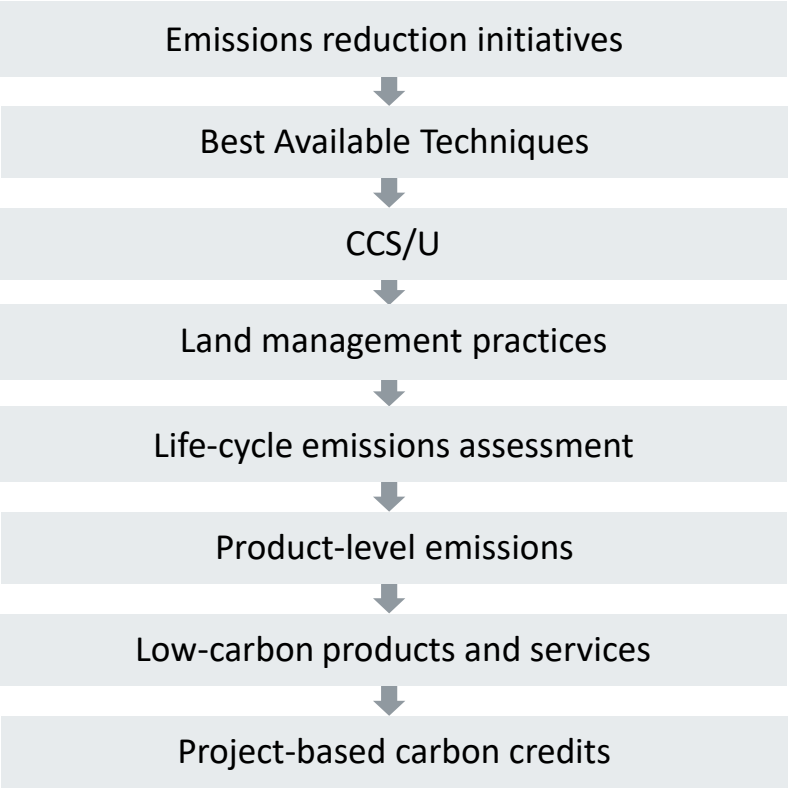 Emissions reduction initiatives
Best Available Techniques
CCS/U
Land management practices
Life-cycle emissions assessment
Product-level emissions
Low-carbon products and services
Project-based carbon credits